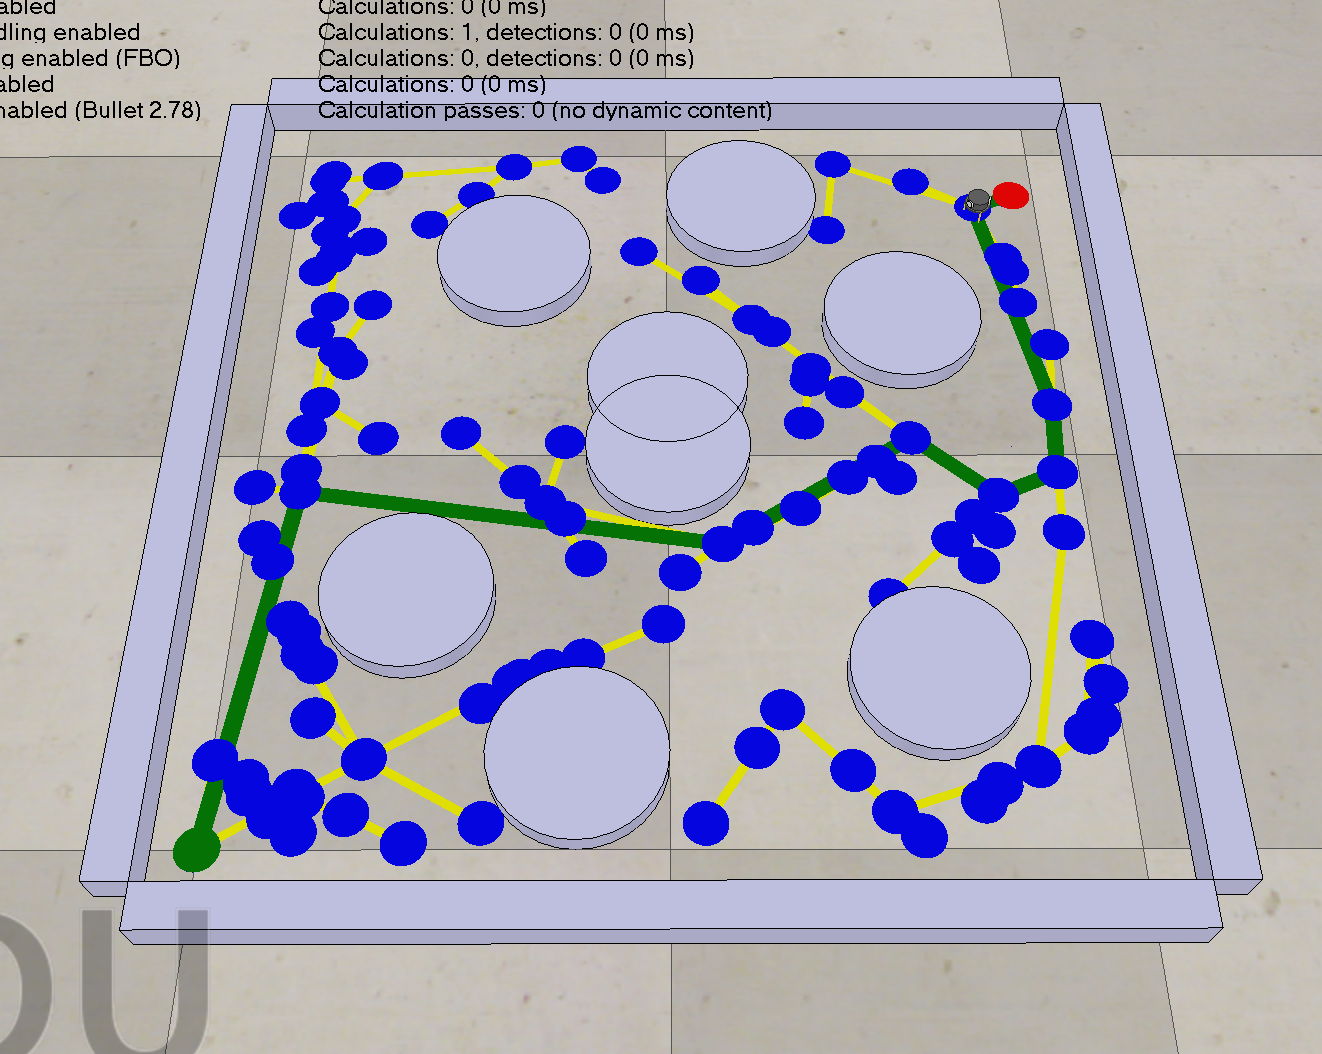 abled Calculations: 0 (0 ms)
dling enabled Calculations: 1, detections: 0 (0 ms)
g enabled (FBO) Calculations: 0, detections: 0 (0 ms)
abled Calculations: 0 (0 ms)
nabled (Bullet 2.78) Calculation passes: 0 (no dynamic content)
OU